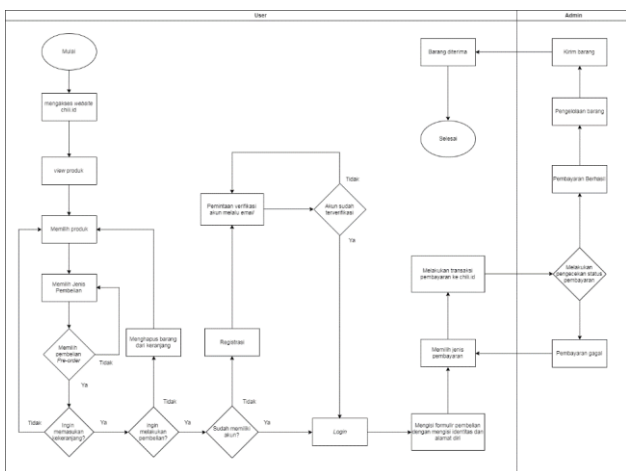 User
Admin
Mulai
mengakses website
chili.id
view produk
Memilih produk
Memilih Jenis
Pembelian
Memilih
pembelian
Pre-order
Tidak
Ya
Ingin
memasukan
kekeranjang?
Tidak
Ya
Menghapus barang
dari keranjang
Tidak
Ingin
melakukan
pembelian?
Ya
Pemintaan verifikasi
akun melalui email
Tidak
Akun sudah
terverifikasi
Ya
Registrasi
Tidak
Sudah memiliki
akun?
Ya
Login
Mengisi formulir pembelian
dengan mengisi identitas dan
alamat diri
Memilih jenis
pembayaran
Melakukan transaksi
pembayaran ke chili.id
Melakukan
pengecekan status
pembayaran
Pembayaran gagal
Pembayaran Berhasil
Pengelolaan barang
Kirim barang
Barang diterima
Selesai